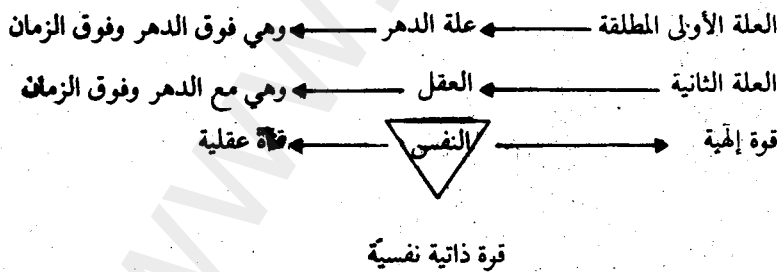 العلة الأولى المطلقة علة الدهر وهي فوق الدهر وفوق الزمان
العلة الثانية العقل وهي مع الدهر وفوق الزمان
قوة إلهية النفس قوة عقلية
قوة ذاتية نفسيّة